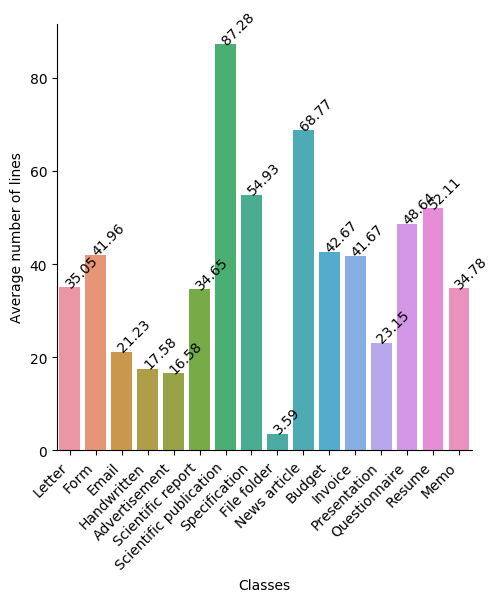 87.28
80
68.77
Average number of lines
60
54.93
52.11
48.64
42.67
41.96
41.67
40
35.05
34.65
34.78
23.15
21.23
20
17.58
16.58
3.59
0
Letter
Form
Email
Handwritten
Advertisement
Scientific report
Scientific publication
Specification
File folder
News article
Budget
Invoice
Presentation
Questionnaire
Resume
Memo
Classes